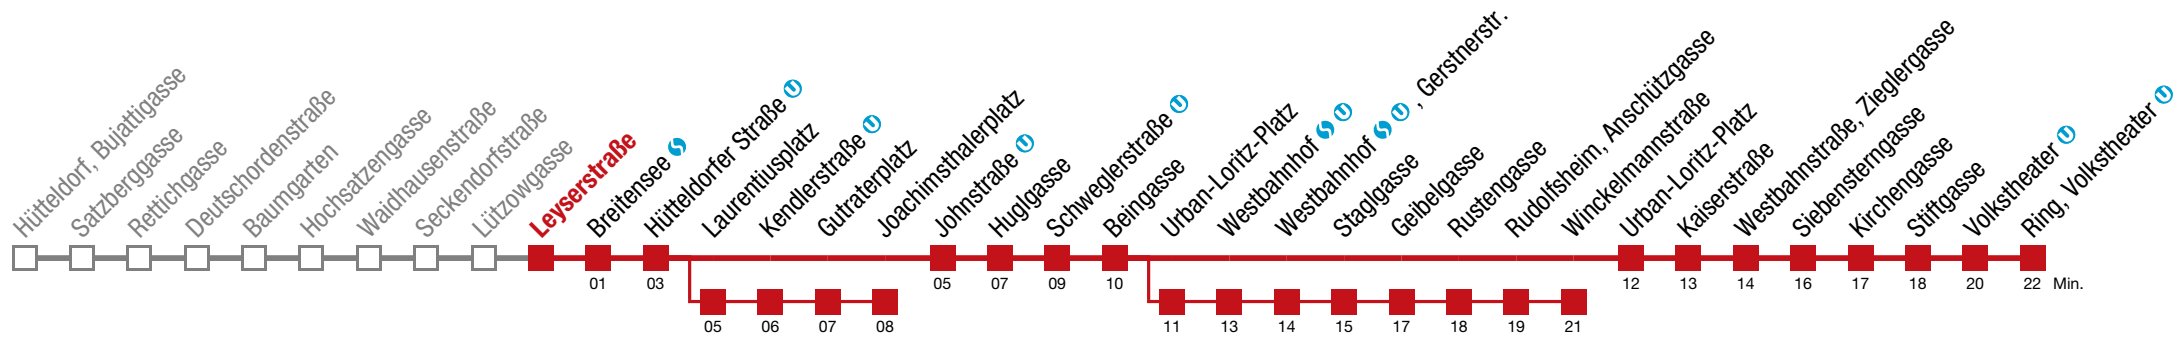 Hütteldorf, Bujattigasse
Satzberggasse
Rettichgasse
Deutschordenstraße
Baumgarten
Hochsatzengasse
Waidhausenstraße
Seckendorfstraße
Lützowgasse
Leyserstraße
Breitensee
Hütteldorfer Straße U
Laurentiusplatz
Kendlerstraße U
Gutraterplatz
Joachimsthalerplatz
Johnstraße U
Huglgasse
Schweglerstraße U
Beingasse
Urban-Loritz-Platz
Westbahnhof U
Westbahnhof U , Gerstnerstr.
Staglgasse
Geibelgasse
Rustengasse
Rudolfsheim, Anschützgasse
Winckelmannstraße
Urban-Loritz-Platz
Kaiserstraße
Westbahnstraße, Zieglergasse
Siebensterngasse
Kirchengasse
Stiftgasse
Volkstheater U
Ring, Volkstheater U
01 03 05 07 09 10 12 13 14 16 17 18 20 22 Min.
05 06 07 08 11 13 14 15 17 18 19 21